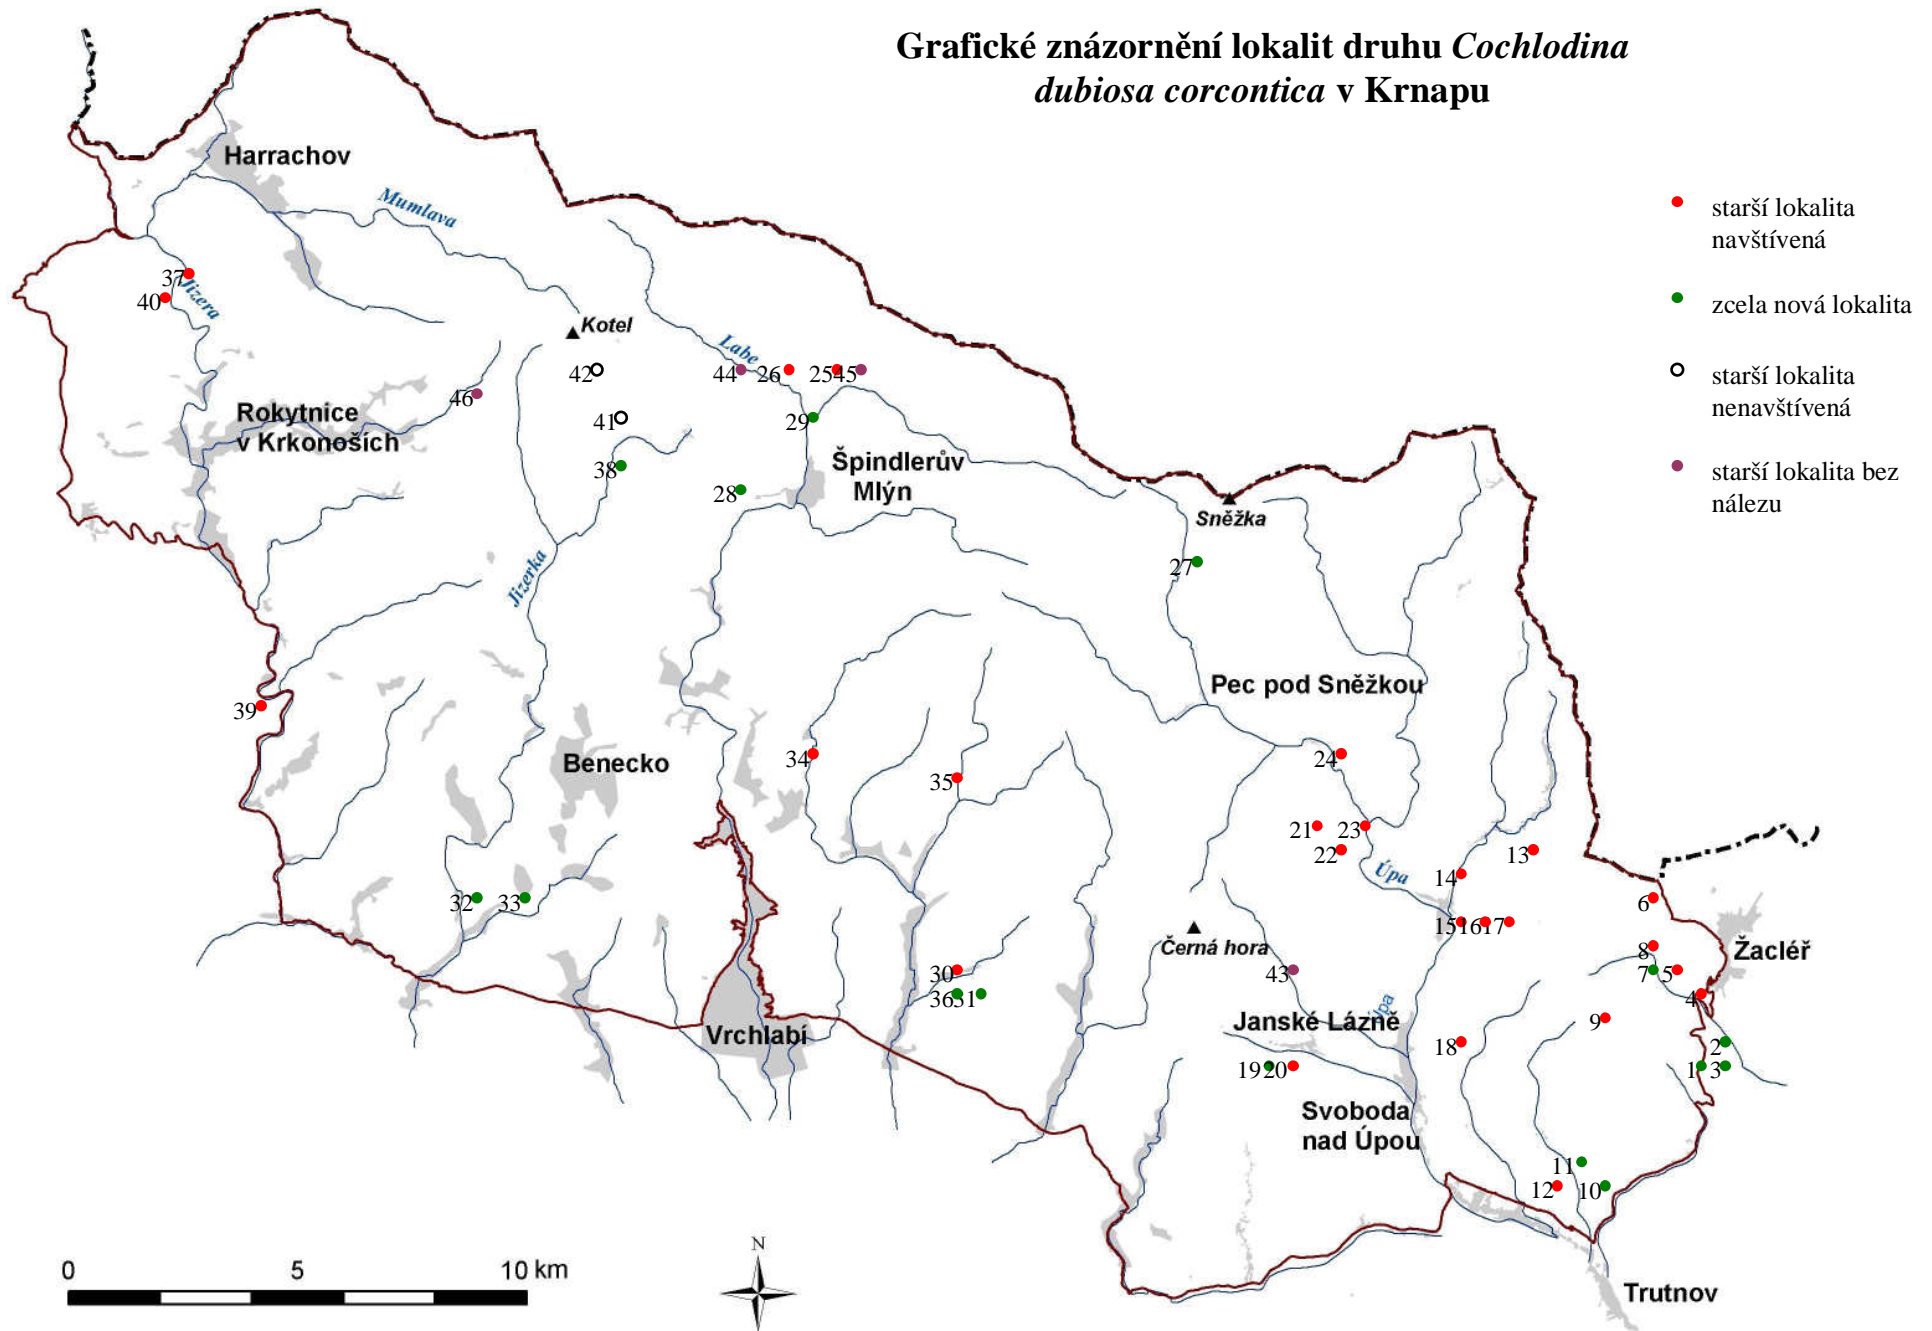 Grafické znázornění lokalit druhu Cochlodina
dubiosa corcontica v Krnapu
Harrachov
Mumlava
starší lokalita
navštívená
37
Jizera
40
zcela nová lokalita
Kotel
Labe
42
44
26
25
45
starší lokalita
nenavštívená
46
Rokytnice
v Krkonoších
41
29
38
Špindlerův
Mlýn
28
starší lokalita bez
nálezu
Sněžka
27
Jizerka
Pec pod Sněžkou
39
34
Benecko
35
24
21
23
22
13
Úpa
14
32
33
6
15
16
17
Černá hora
8
Žacléř
30
43
7
5
36
31
4
Úpa
Janské Lázně
9
Vrchlabí
18
2
19
20
1
3
Svoboda
nad Úpou
11
12
10
N
0
5
10 km
Trutnov